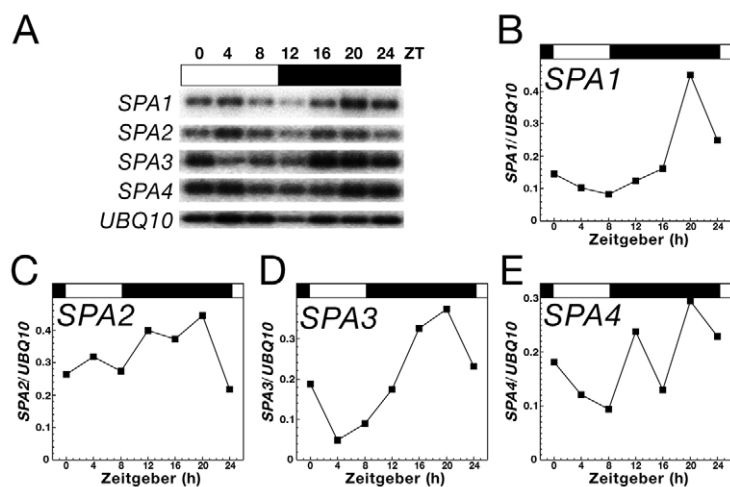 A
0 4 8 12 16 20 24 ZT
SPA1
SPA2
SPA3
SPA4
UBQ10
B
SPA1
SPA1/UBQ10
0.4
0.3
0.2
0.1
0
0 4 8 12 16 20 24
Zeitgeber (h)
C
SPA2
SPA2/UBQ10
0.4
0.3
0.2
0.1
0
0 4 8 12 16 20 24
Zeitgeber (h)
D
SPA3
SPA3/UBQ10
0.3
0.2
0.1
0
0 4 8 12 16 20 24
Zeitgeber (h)
E
SPA4
SPA4/UBQ10
0.3
0.2
0.1
0
0 4 8 12 16 20 24
Zeitgeber (h)